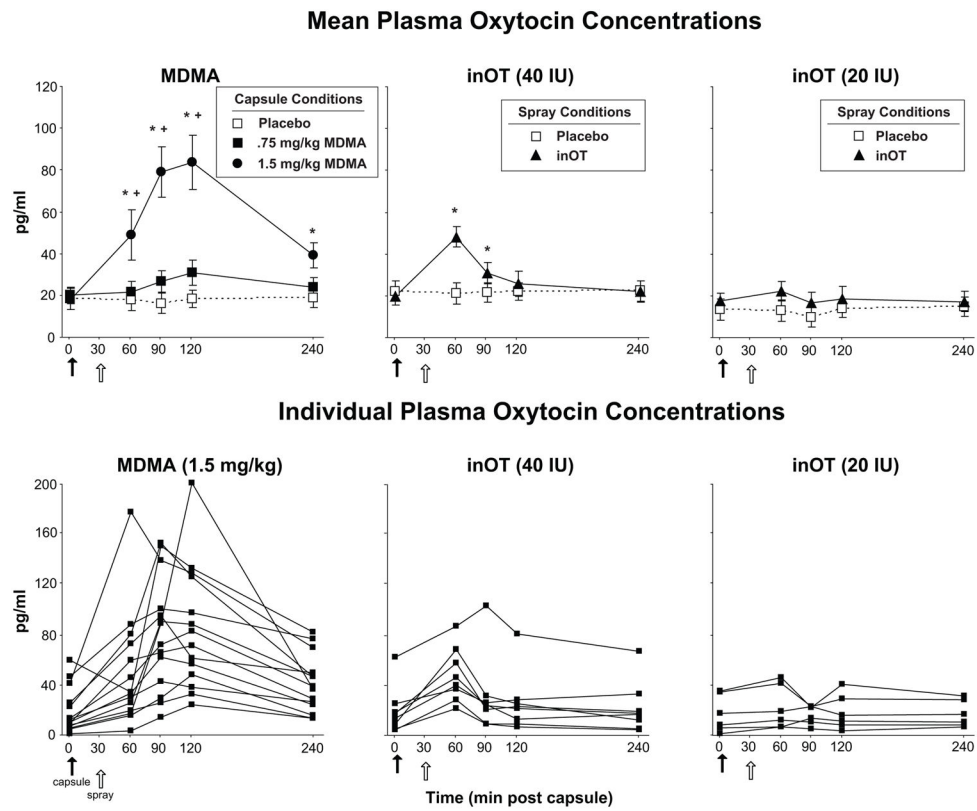 Mean Plasma Oxytocin Concentrations
MDMA
inOT (40 IU)
inOT (20 IU)
pg/ml
120
100
80
60
40
20
0
Capsule Conditions
Placebo
.75 mg/kg MDMA
1.5 mg/kg MDMA
* +
* +
* +
*
Spray Conditions
Placebo
inOT
*
*
Spray Conditions
Placebo
inOT
0 30 60 90 120 240
0 30 60 90 120 240
0 30 60 90 120 240
Individual Plasma Oxytocin Concentrations
MDMA (1.5 mg/kg)
inOT (40 IU)
inOT (20 IU)
pg/ml
200
160
120
80
40
0
0 30 60 90 120 240
0 30 60 90 120 240
0 30 60 90 120 240
capsule
spray
Time (min post capsule)